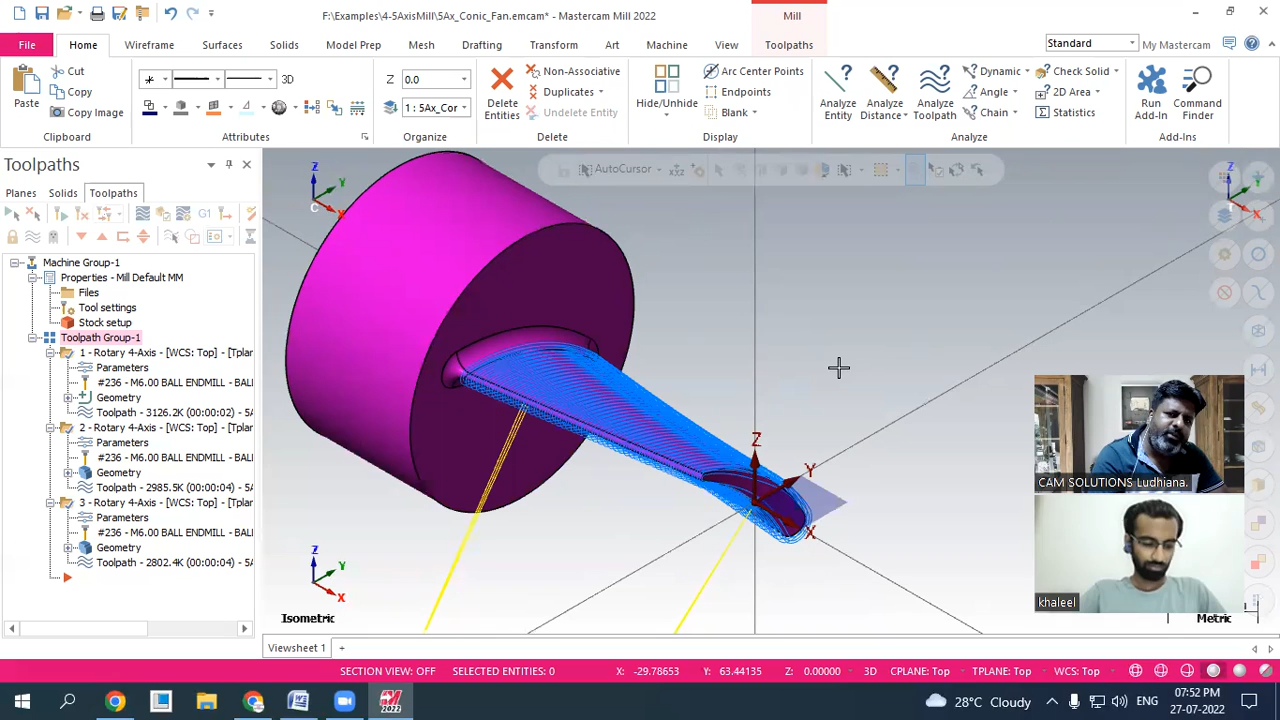 F:\Examples\4-5AxisMill\5Ax_Conic_Fan.emcam* - Mastercam Mill 2022
Mill
File
Home
Wireframe
Surfaces
Solids
Model Prep
Mesh
Drafting
Transform
Art
Machine
View
Toolpaths
Standard
My Mastercam
Paste
Cut
Copy
Copy Image
Clipboard
3D
Attributes
Z
0.0
1 : 5Ax_Cor
Organize
Delete
Entities
Non-Associative
Duplicates
Undelete Entity
Delete
Hide/Unhide
Arc Center Points
Endpoints
Blank
Display
Analyze
Entity
Analyze
Distance
Analyze
Toolpath
Dynamic
Angle
Chain
Check Solid
2D Area
Statistics
Analyze
Run
Add-In
Command
Finder
Add-Ins
Toolpaths
Planes
Solids
Toolpaths
G1
Machine Group-1
Properties - Mill Default MM
Files
Tool settings
Stock setup
Toolpath Group-1
1 - Rotary 4-Axis - [WCS: Top] - [Tplan
Parameters
#236 - M6.00 BALL ENDMILL - BAL
Geometry
Toolpath - 3126.2K (00:00:02) - 5A
2 - Rotary 4-Axis - [WCS: Top] - [Tplan
Parameters
#236 - M6.00 BALL ENDMILL - BAL
Geometry
Toolpath - 2985.5K (00:00:04) - 5A
3 - Rotary 4-Axis - [WCS: Top] - [Tplan
Parameters
#236 - M6.00 BALL ENDMILL - BAL
Geometry
Toolpath - 2802.4K (00:00:04) - 5A
AutoCursor
Z
Y
X
C
Z
Y
X
Z
Y
X
Z
Y
X
Isometric
CAM SOLUTIONS Ludhiana.
khaleel
Metric
Viewsheet 1
+
SECTION VIEW: OFF
SELECTED ENTITIES: 0
X: -29.78653
Y: 63.44135
Z: 0.00000
3D
CPLANE: Top
TPLANE: Top
WCS: Top
28°C Cloudy
ENG
07:52 PM
27-07-2022